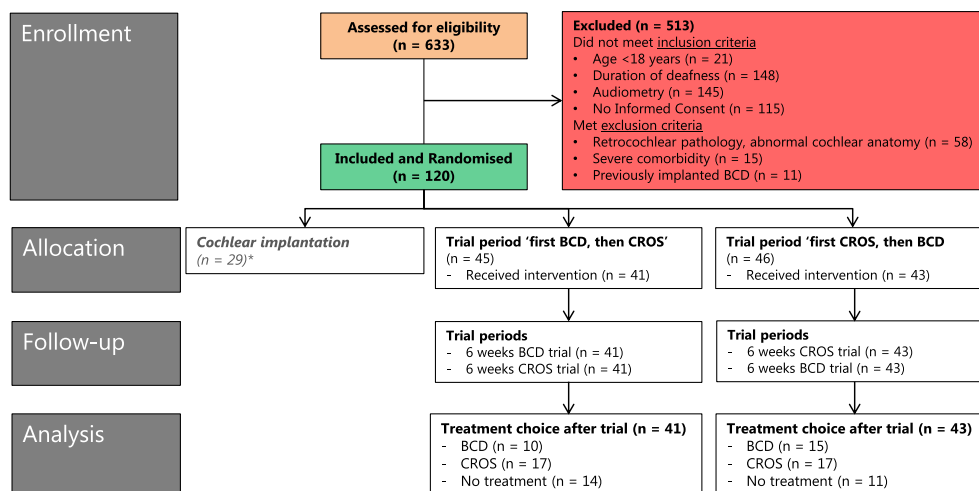 Enrollment
Assessed for eligibility
(n = 633)
Excluded (n = 513)
Did not meet inclusion criteria
• Age <18 years (n = 21)
• Duration of deafness (n = 148)
• Audiometry (n = 145)
• No Informed Consent (n = 115)
Met exclusion criteria
• Retrocochlear pathology, abnormal cochlear anatomy (n = 58)
• Severe comorbidity (n = 15)
• Previously implanted BCD (n = 11)
Included and Randomised
(n = 120)
Allocation
Cochlear implantation
(n = 29)*
Trial period ‘first BCD, then CROS’
(n = 45)
- Received intervention (n = 41)
Trial period ‘first CROS, then BCD
(n = 46)
- Received intervention (n = 43)
Follow-up
Trial periods
- 6 weeks BCD trial (n = 41)
- 6 weeks CROS trial (n = 41)
Trial periods
- 6 weeks CROS trial (n = 43)
- 6 weeks BCD trial (n = 43)
Analysis
Treatment choice after trial (n = 41)
- BCD (n = 10)
- CROS (n = 17)
- No treatment (n = 14)
Treatment choice after trial (n = 43)
- BCD (n = 15)
- CROS (n = 17)
- No treatment (n = 11)